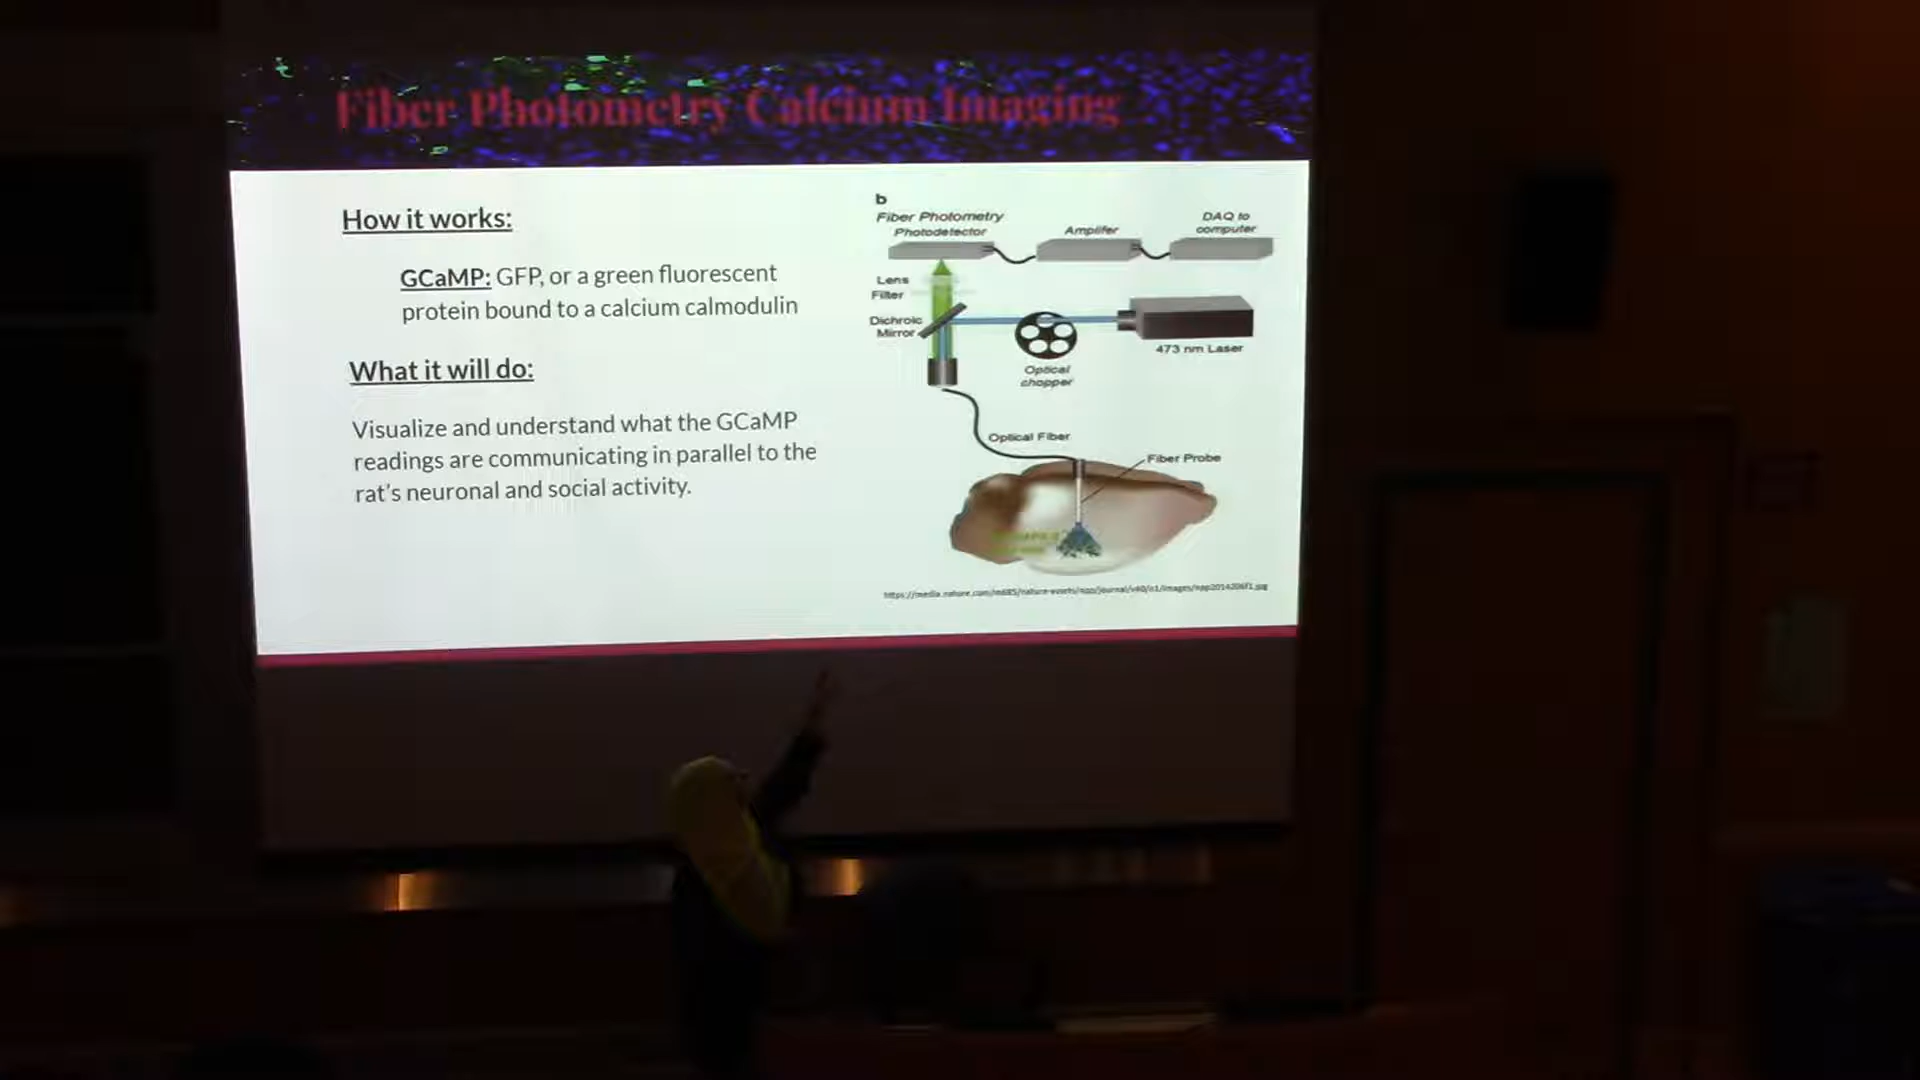 Fiber Photometry Calcium Imaging
How it works:
GCaMP: GFP, or a green fluorescent
protein bound to a calcium calmodulin
What it will do:
Visualize and understand what the GCaMP
readings are communicating in parallel to the
rat's neuronal and social activity.
b
Fiber Photometry
Photodetector
Amplifer
DAQ to
computer
Lens
Filter
Dichroic
Mirror
473 nm Laser
Optical
chopper
Optical Fiber
Fiber Probe